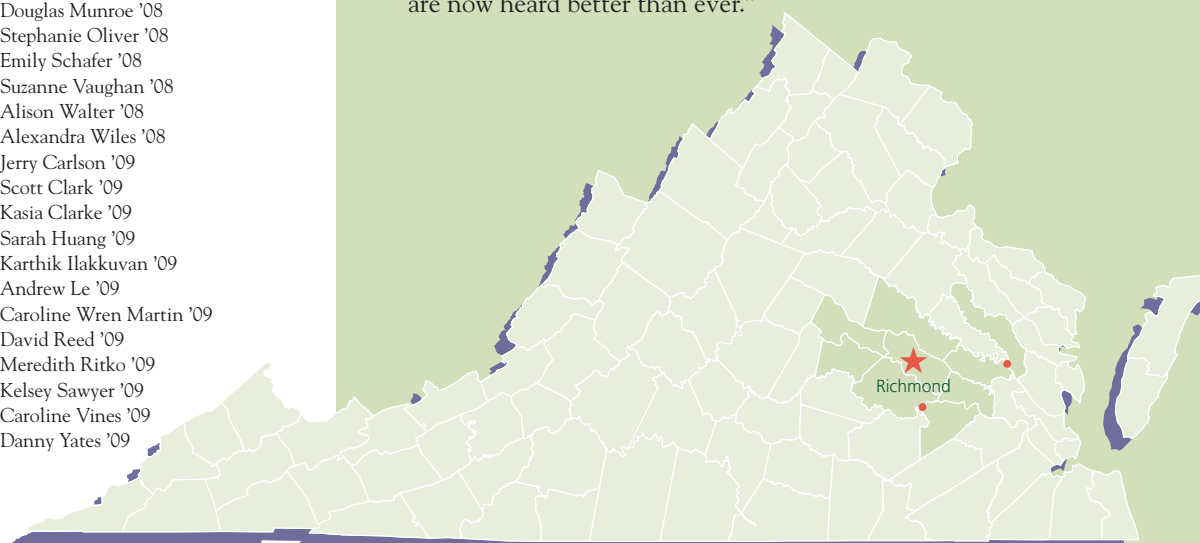 are now heard better than ever.”
Douglas Munroe ’08
Stephanie Oliver ’08
Emily Schafer ’08
Suzanne Vaughan ’08
Alison Walter ’08
Alexandra Wiles ’08
Jerry Carlson ’09
Scott Clark ’09
Kasia Clarke ’09
Sarah Huang ’09
Karthik Ilakkuvan ’09
Andrew Le ’09
Caroline Wren Martin ’09
David Reed ’09
Meredith Ritko ’09
Kelsey Sawyer ’09
Caroline Vines ’09
Danny Yates ’09
Richmond